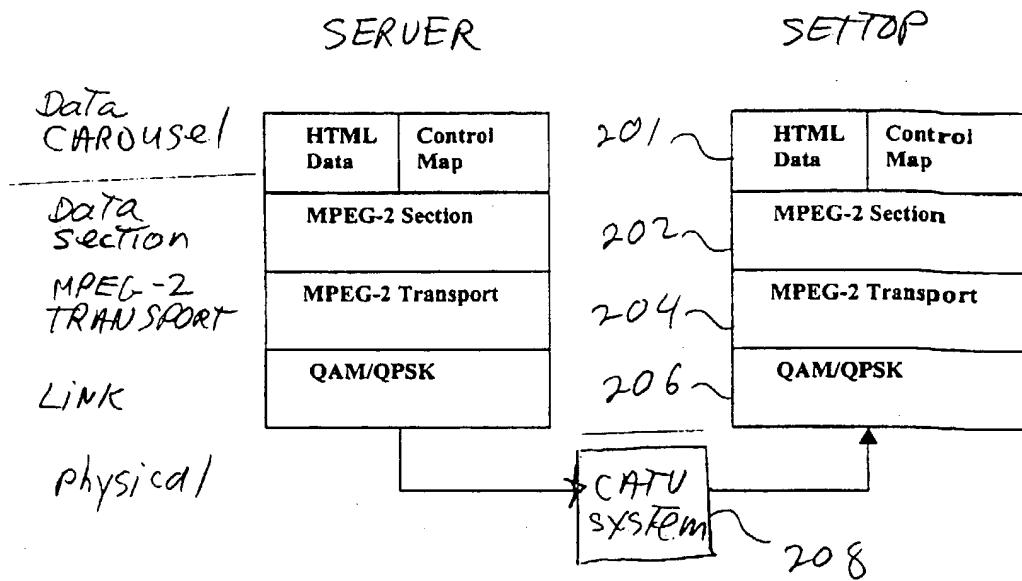 SERVER
SETTOP
Data
CAROUSel
HTML
Data
Control
Map
201
HTML
Data
Control
Map
Data
section
MPEG-2 Section
202
MPEG-2 Section
MPEG-2
TRANSPORT
MPEG-2 Transport
204
MPEG-2 Transport
LiNK
QAM/QPSK
206
QAM/QPSK
physical
CATV
SYSTem
208